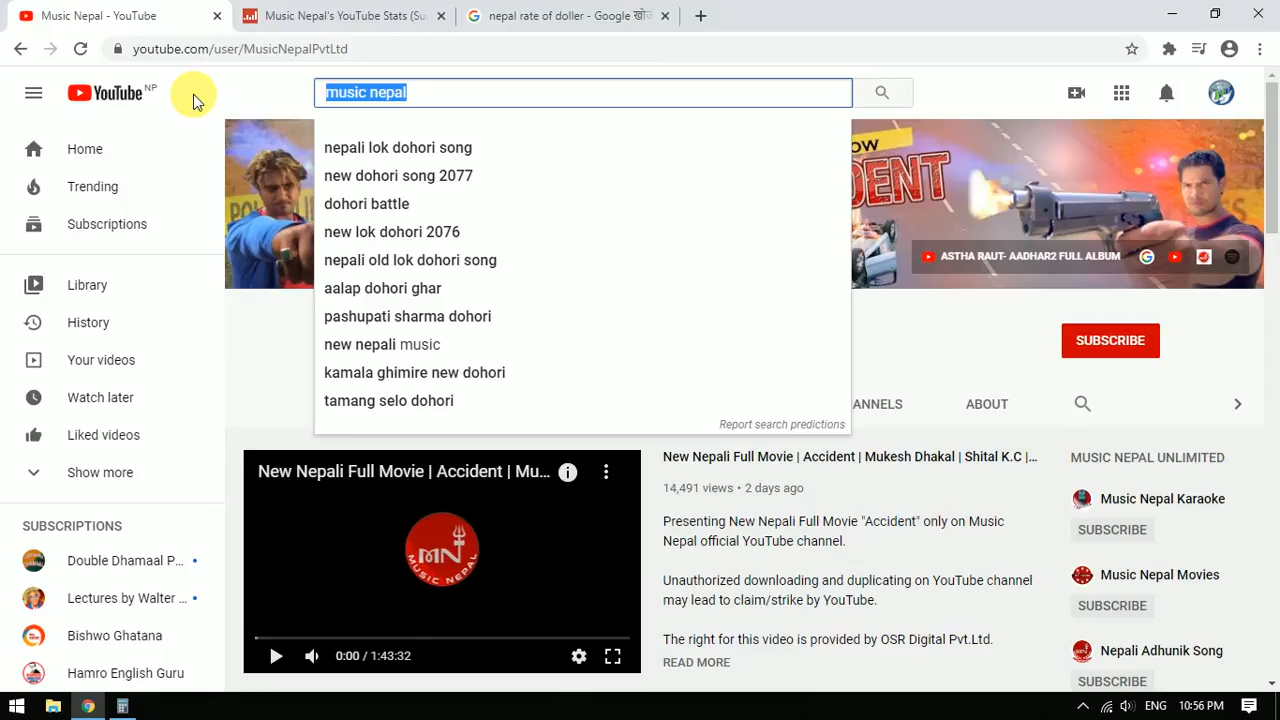 Music Nepal - YouTube
Music Nepal's YouTube Stats (Su
nepal rate of doller - Google खोज
youtube.com/user/MusicNepalPvtLtd
YouTube NP
music nepal
Home
Trending
Subscriptions
Library
History
Your videos
Watch later
Liked videos
Show more
SUBSCRIPTIONS
Double Dhamaal P...
Lectures by Walter ...
Bishwo Ghatana
Hamro English Guru
nepali lok dohori song
new dohori song 2077
dohori battle
new lok dohori 2076
nepali old lok dohori song
aalap dohori ghar
pashupati sharma dohori
new nepali music
kamala ghimire new dohori
tamang selo dohori
Report search predictions
OW
DENT
ASTHA RAUT- AADHAR2 FULL ALBUM
SUBSCRIBE
ANNELS
ABOUT
New Nepali Full Movie | Accident | Mu...
MN
MUSIC NEPAL
0:00 / 1:43:32
New Nepali Full Movie | Accident | Mukesh Dhakal | Shital K.C |...
14,491 views • 2 days ago
Presenting New Nepali Full Movie "Accident" only on Music
Nepal official YouTube channel.
Unauthorized downloading and duplicating on YouTube channel
may lead to claim/strike by YouTube.
The right for this video is provided by OSR Digital Pvt.Ltd.
READ MORE
MUSIC NEPAL UNLIMITED
Music Nepal Karaoke
SUBSCRIBE
Music Nepal Movies
SUBSCRIBE
Nepali Adhunik Song
SUBSCRIBE
ENG
10:56 PM